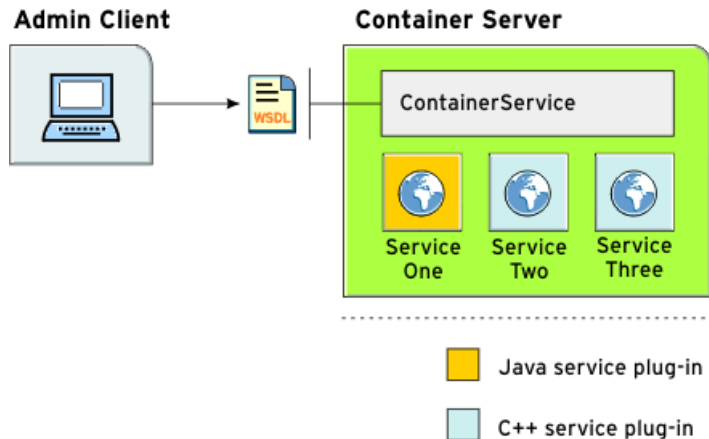 Admin Client
Container Server
WSDL
ContainerService
Service
One
Service
Two
Service
Three
Java service plug-in
C++ service plug-in